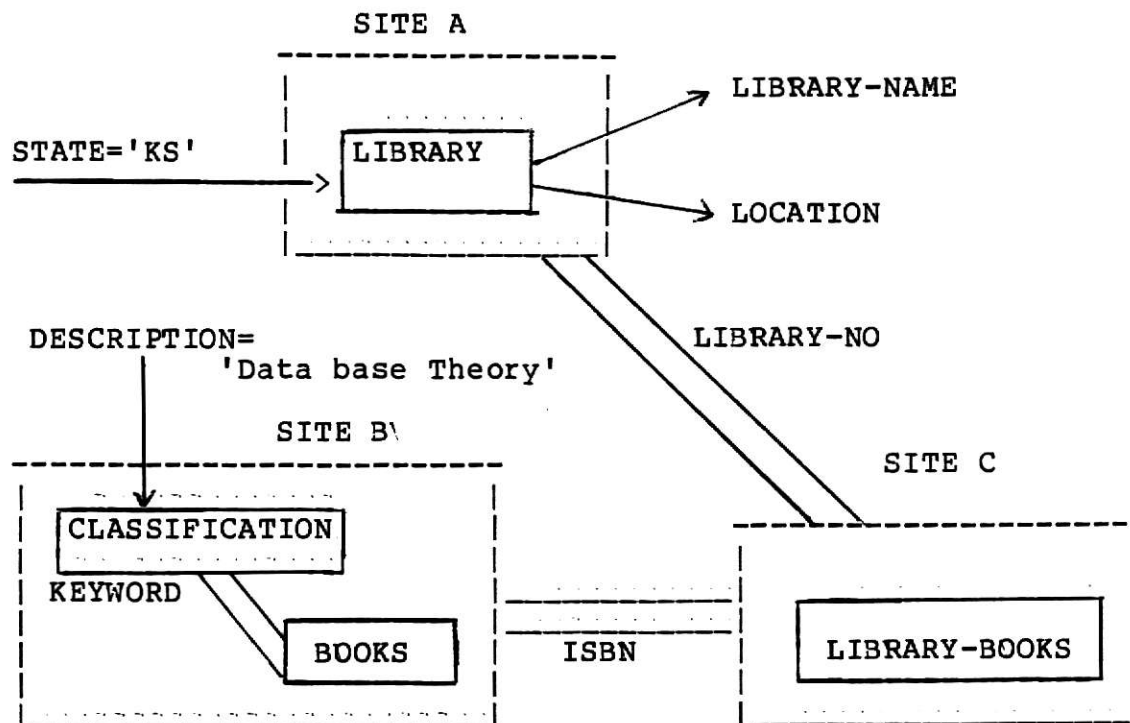 SITE A
LIBRARY-NAME
STATE='KS'
LIBRARY
LOCATION
LIBRARY-NO
DESCRIPTION=
'Data base Theory'
SITE B
SITE C
CLASSIFICATION
KEYWORD
BOOKS
ISBN
LIBRARY-BOOKS